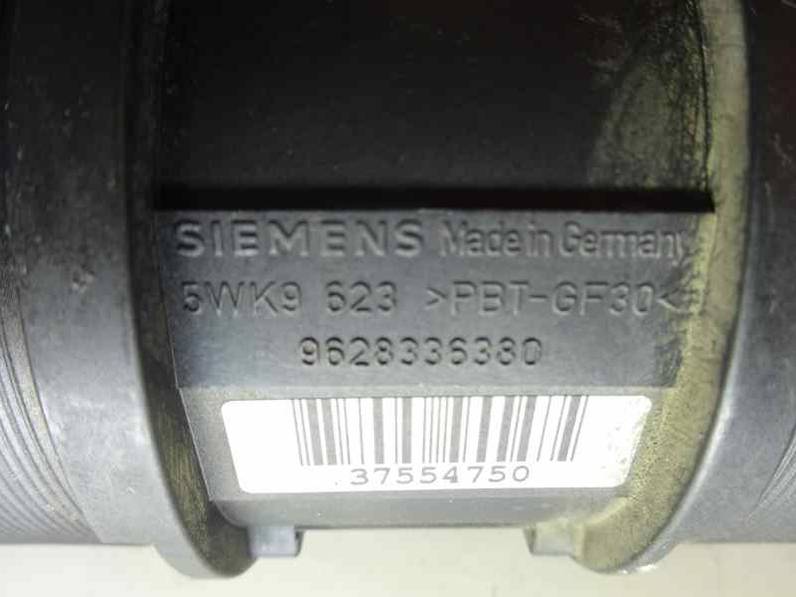 SIEMENS Made in Germany
5WK9 623 >PBT-GF30<
9628336380
37554750